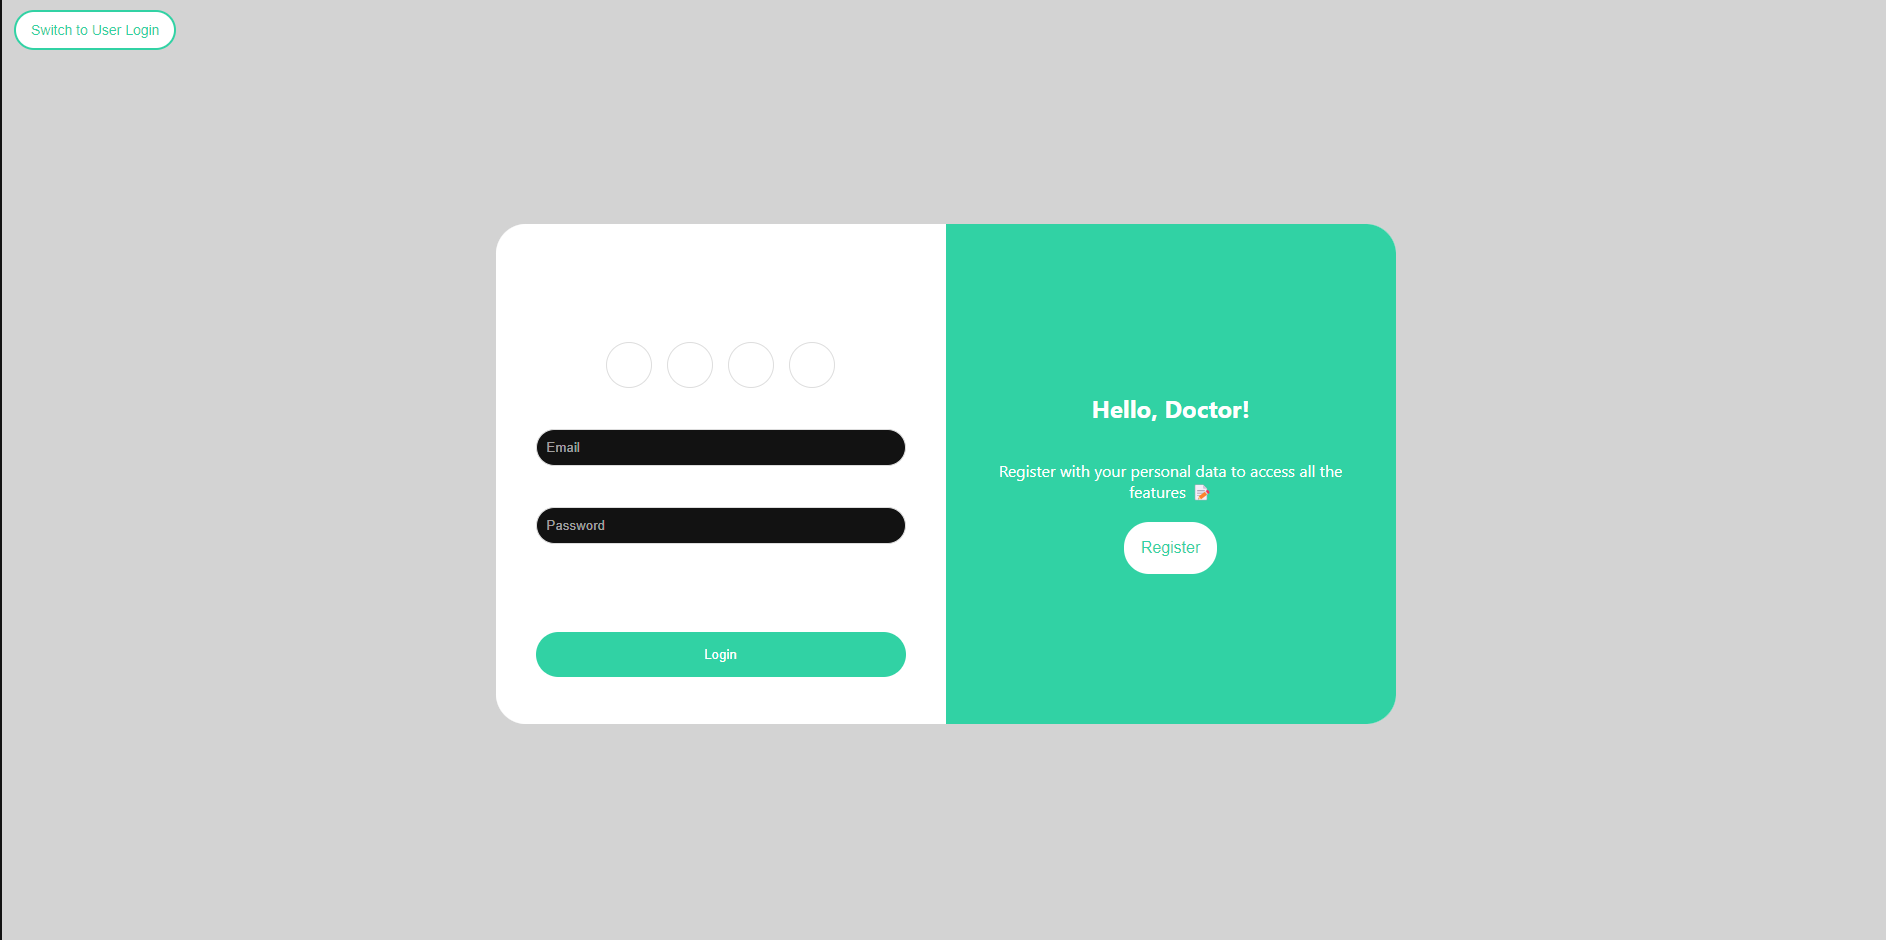 Switch to User Login
Email
Password
Login
Hello, Doctor!
Register with your personal data to access all the
features 📝
Register